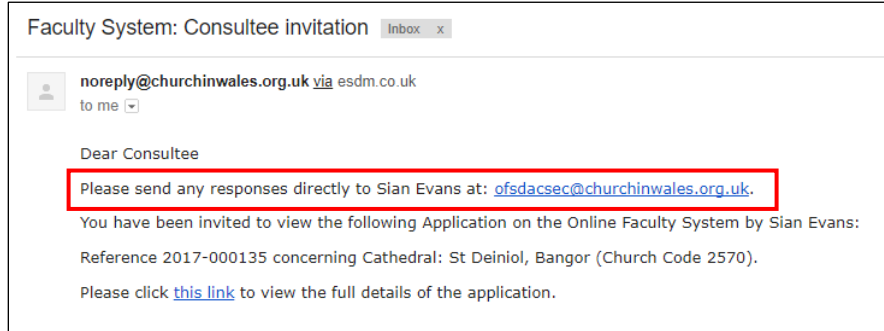 Faculty System: Consultee invitation Inbox x
noreply@churchinwales.org.uk via esdm.co.uk
to me
Dear Consultee
Please send any responses directly to Sian Evans at: ofsdacsec@churchinwales.org.uk.
You have been invited to view the following Application on the Online Faculty System by Sian Evans:
Reference 2017-000135 concerning Cathedral: St Deiniol, Bangor (Church Code 2570).
Please click this link to view the full details of the application.